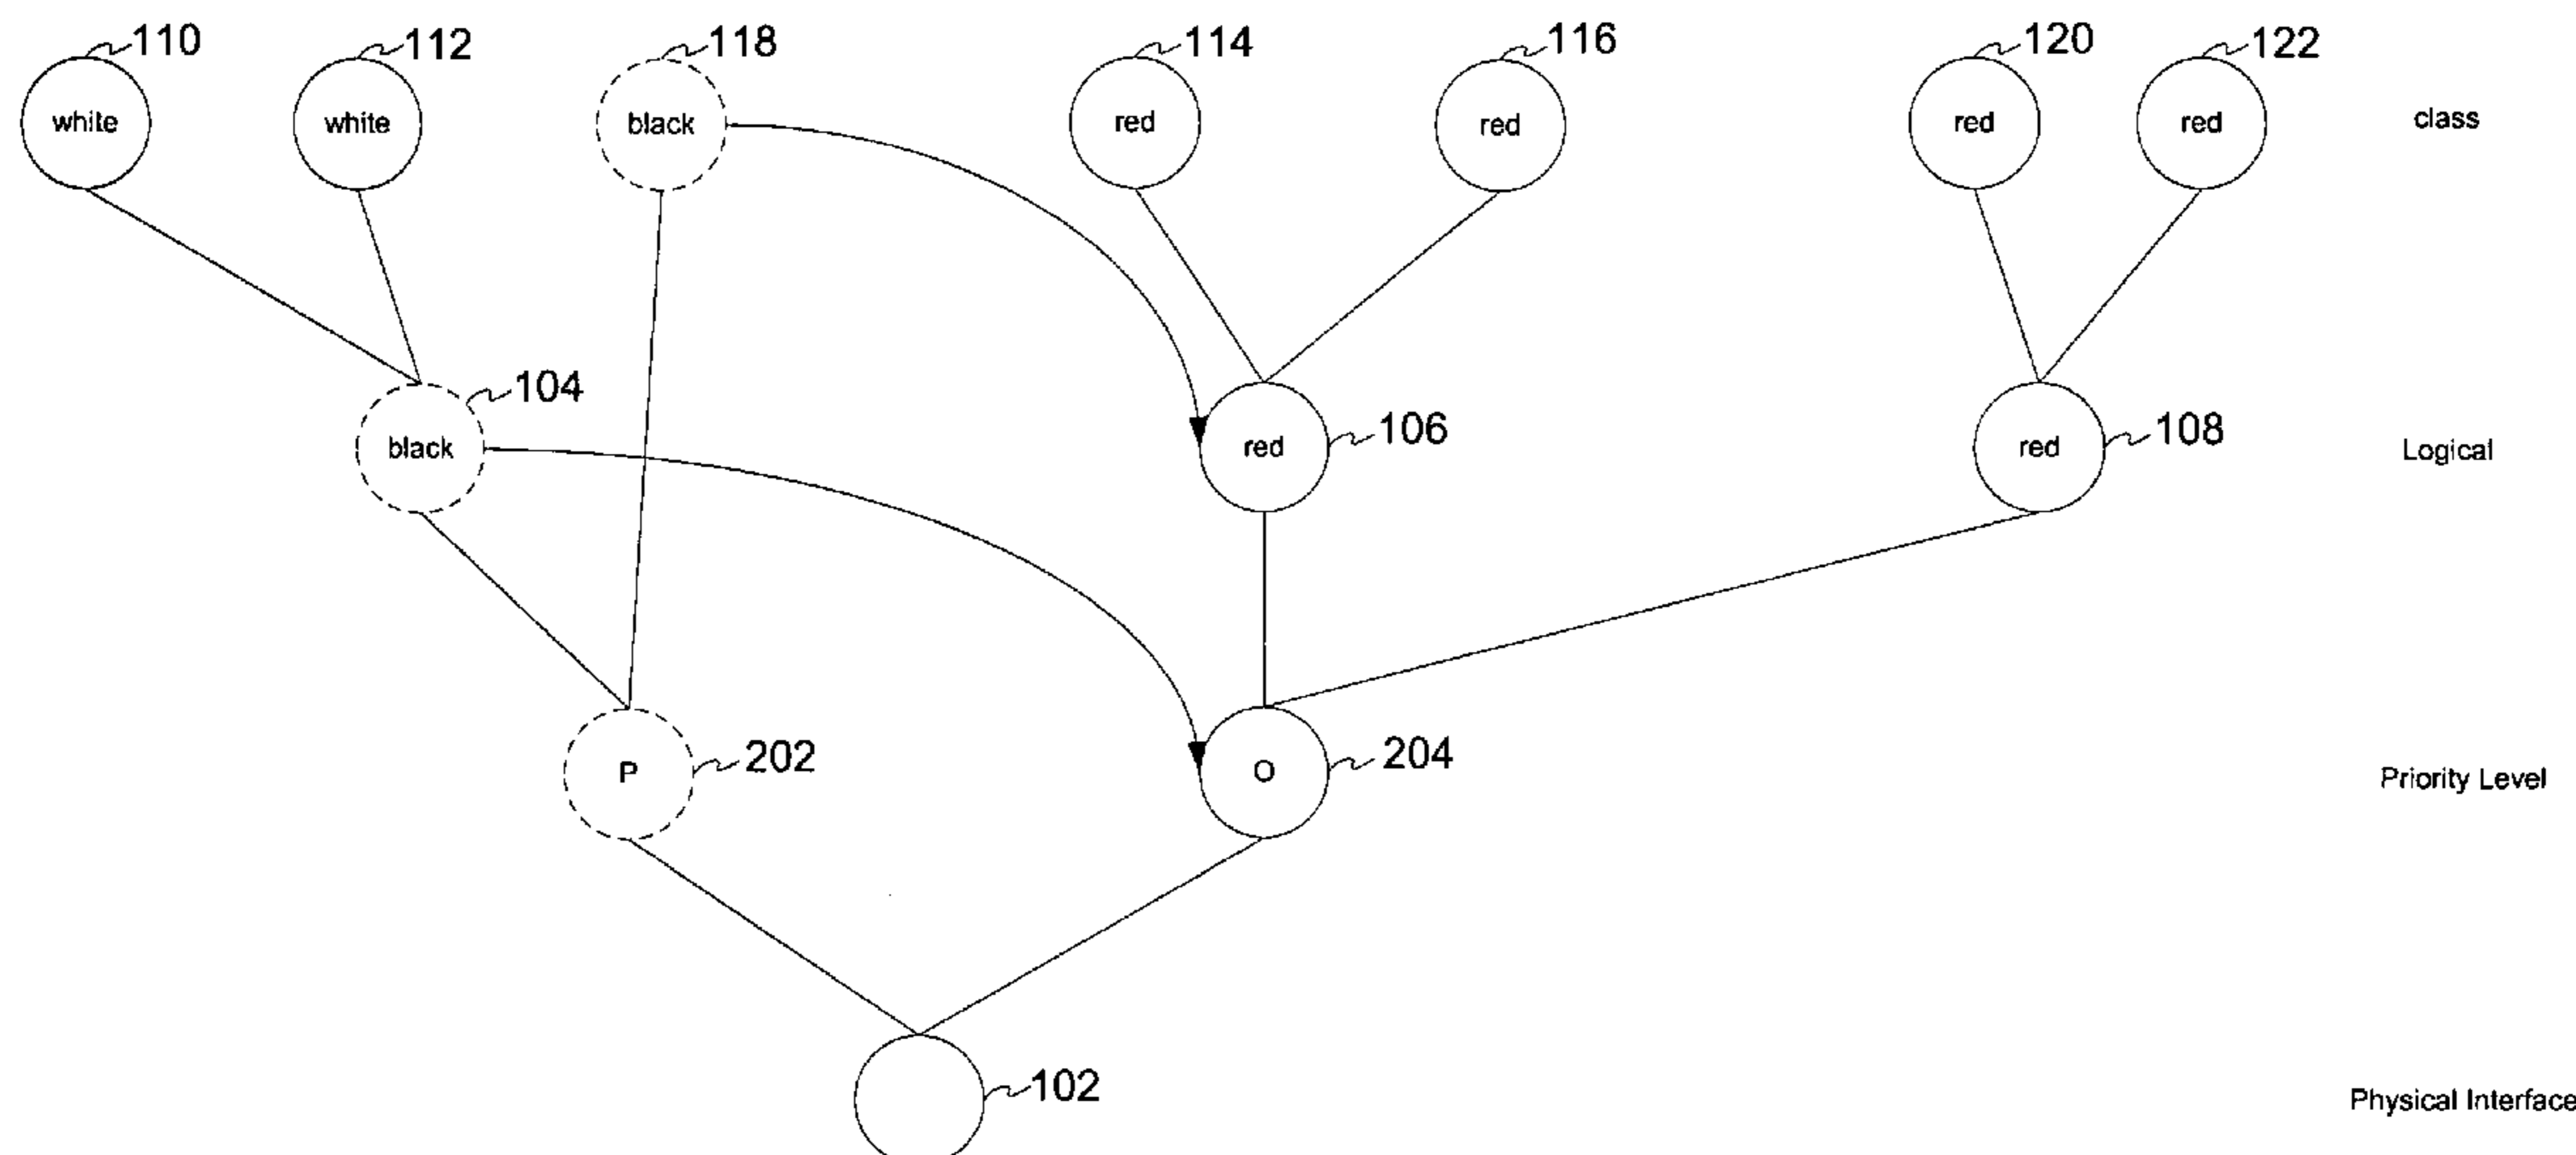 110 112 118 114 116 120 122
white white black red red red red class
104 106 108
black red red Logical
202 204
P O Priority Level
102
Physical Interface